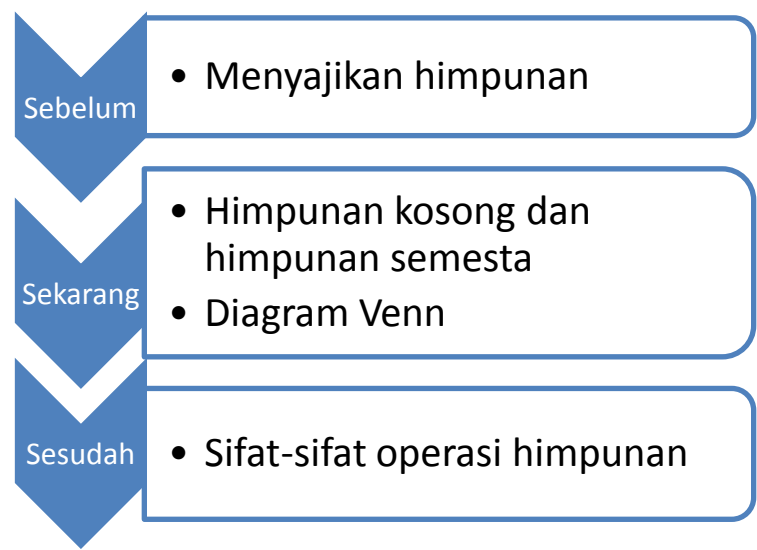 Sebelum
• Menyajikan himpunan
Sekarang
• Himpunan kosong dan
himpunan semesta
• Diagram Venn
Sesudah
• Sifat-sifat operasi himpunan